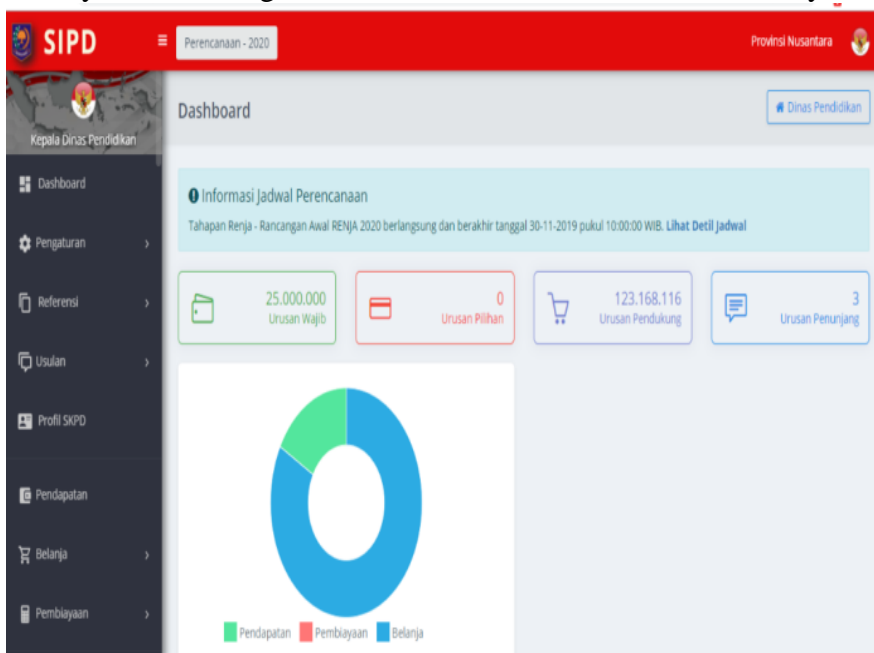 SIPD
Perencanaan - 2020
Provinsi Nusantara
Kepala Dinas Pendidikan
Dashboard
Pengaturan
Referensi
Usulan
Profil SKPD
Pendapatan
Belanja
Pembiayaan
Dashboard
Dinas Pendidikan
Informasi Jadwal Perencanaan
Tahapan Renja - Rancangan Awal RENJA 2020 berlangsung dan berakhir tanggal 30-11-2019 pukul 10:00:00 WIB. Lihat Detil Jadwal
25.000.000
Urusan Wajib
0
Urusan Pilihan
123.168.116
Urusan Pendukung
3
Urusan Penunjang
Pendapatan Pembiayaan Belanja